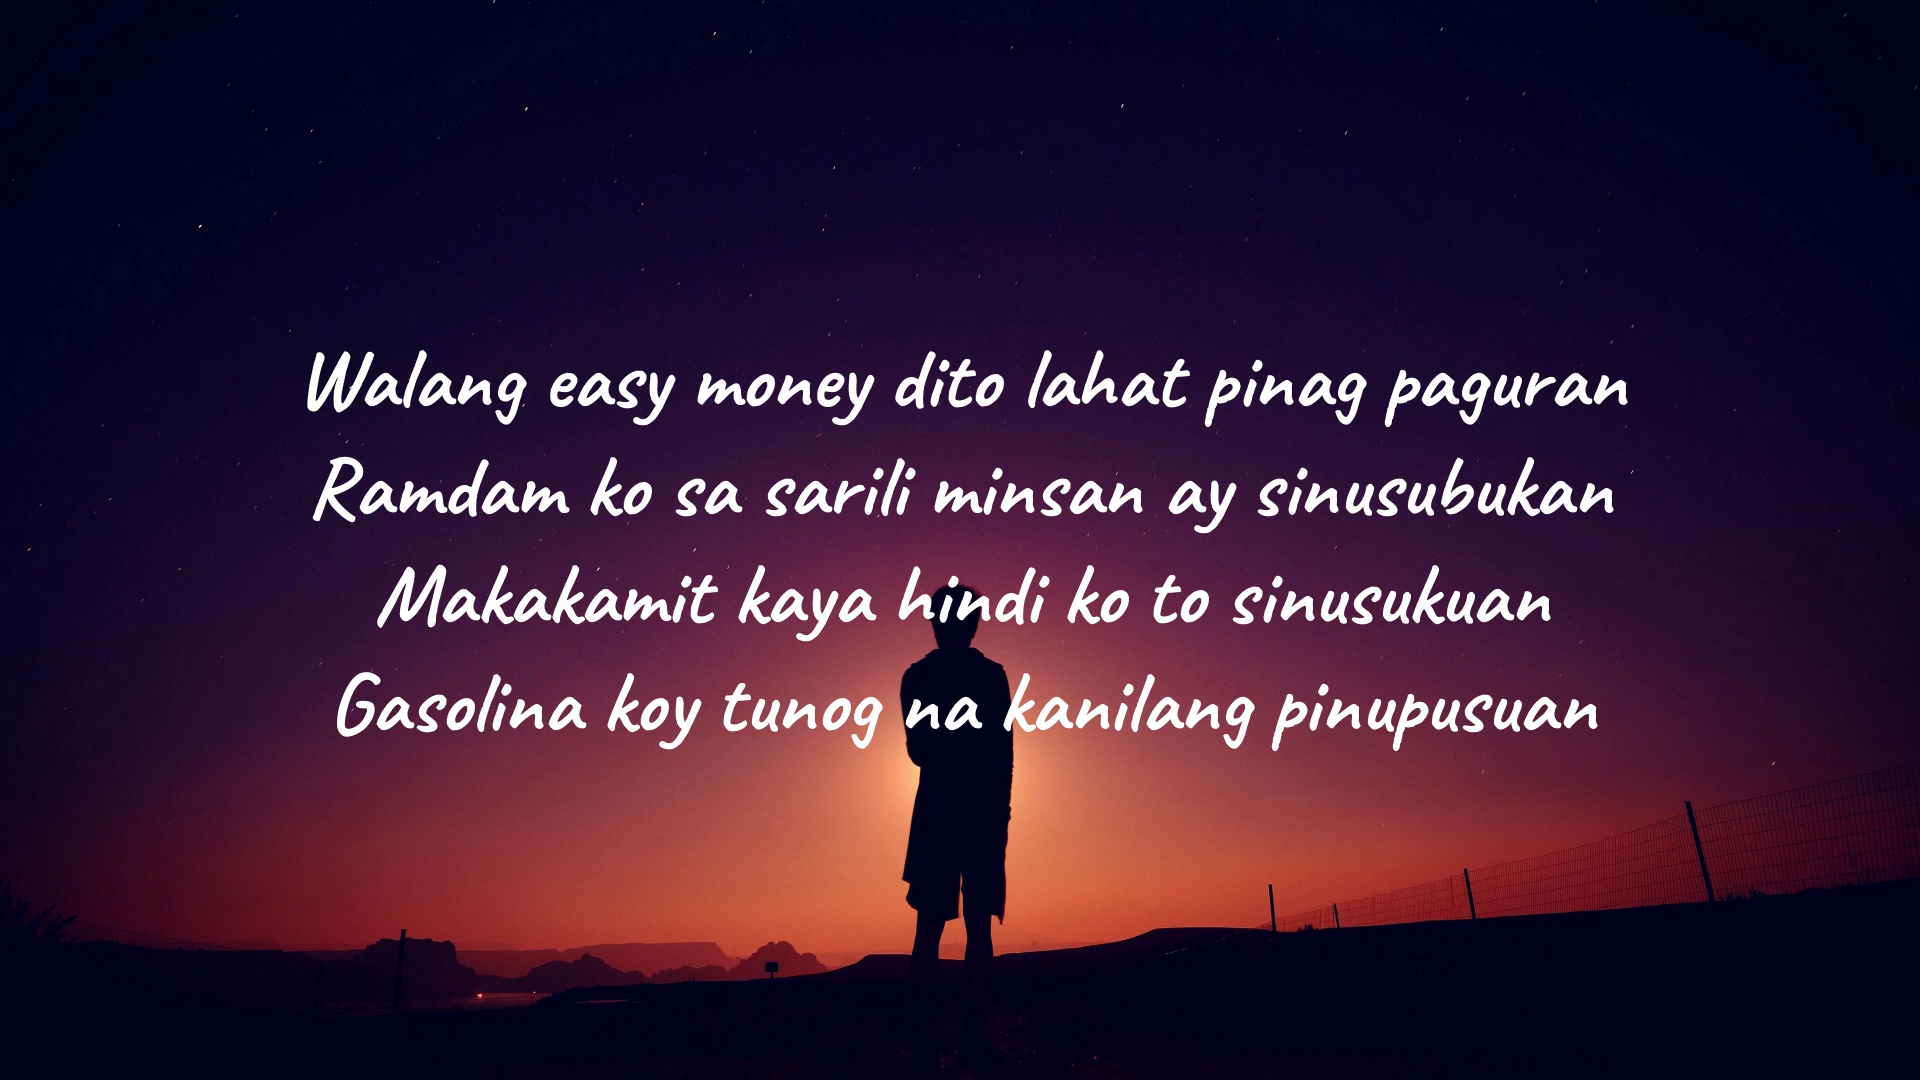 Walang easy money dito lahat pinag paguran
Ramdam ko sa sarili minsan ay sinusubukan
Makakamit kaya hindi ko to sinusukuan
Gasolina koy tunog na kanilang pinupusuan